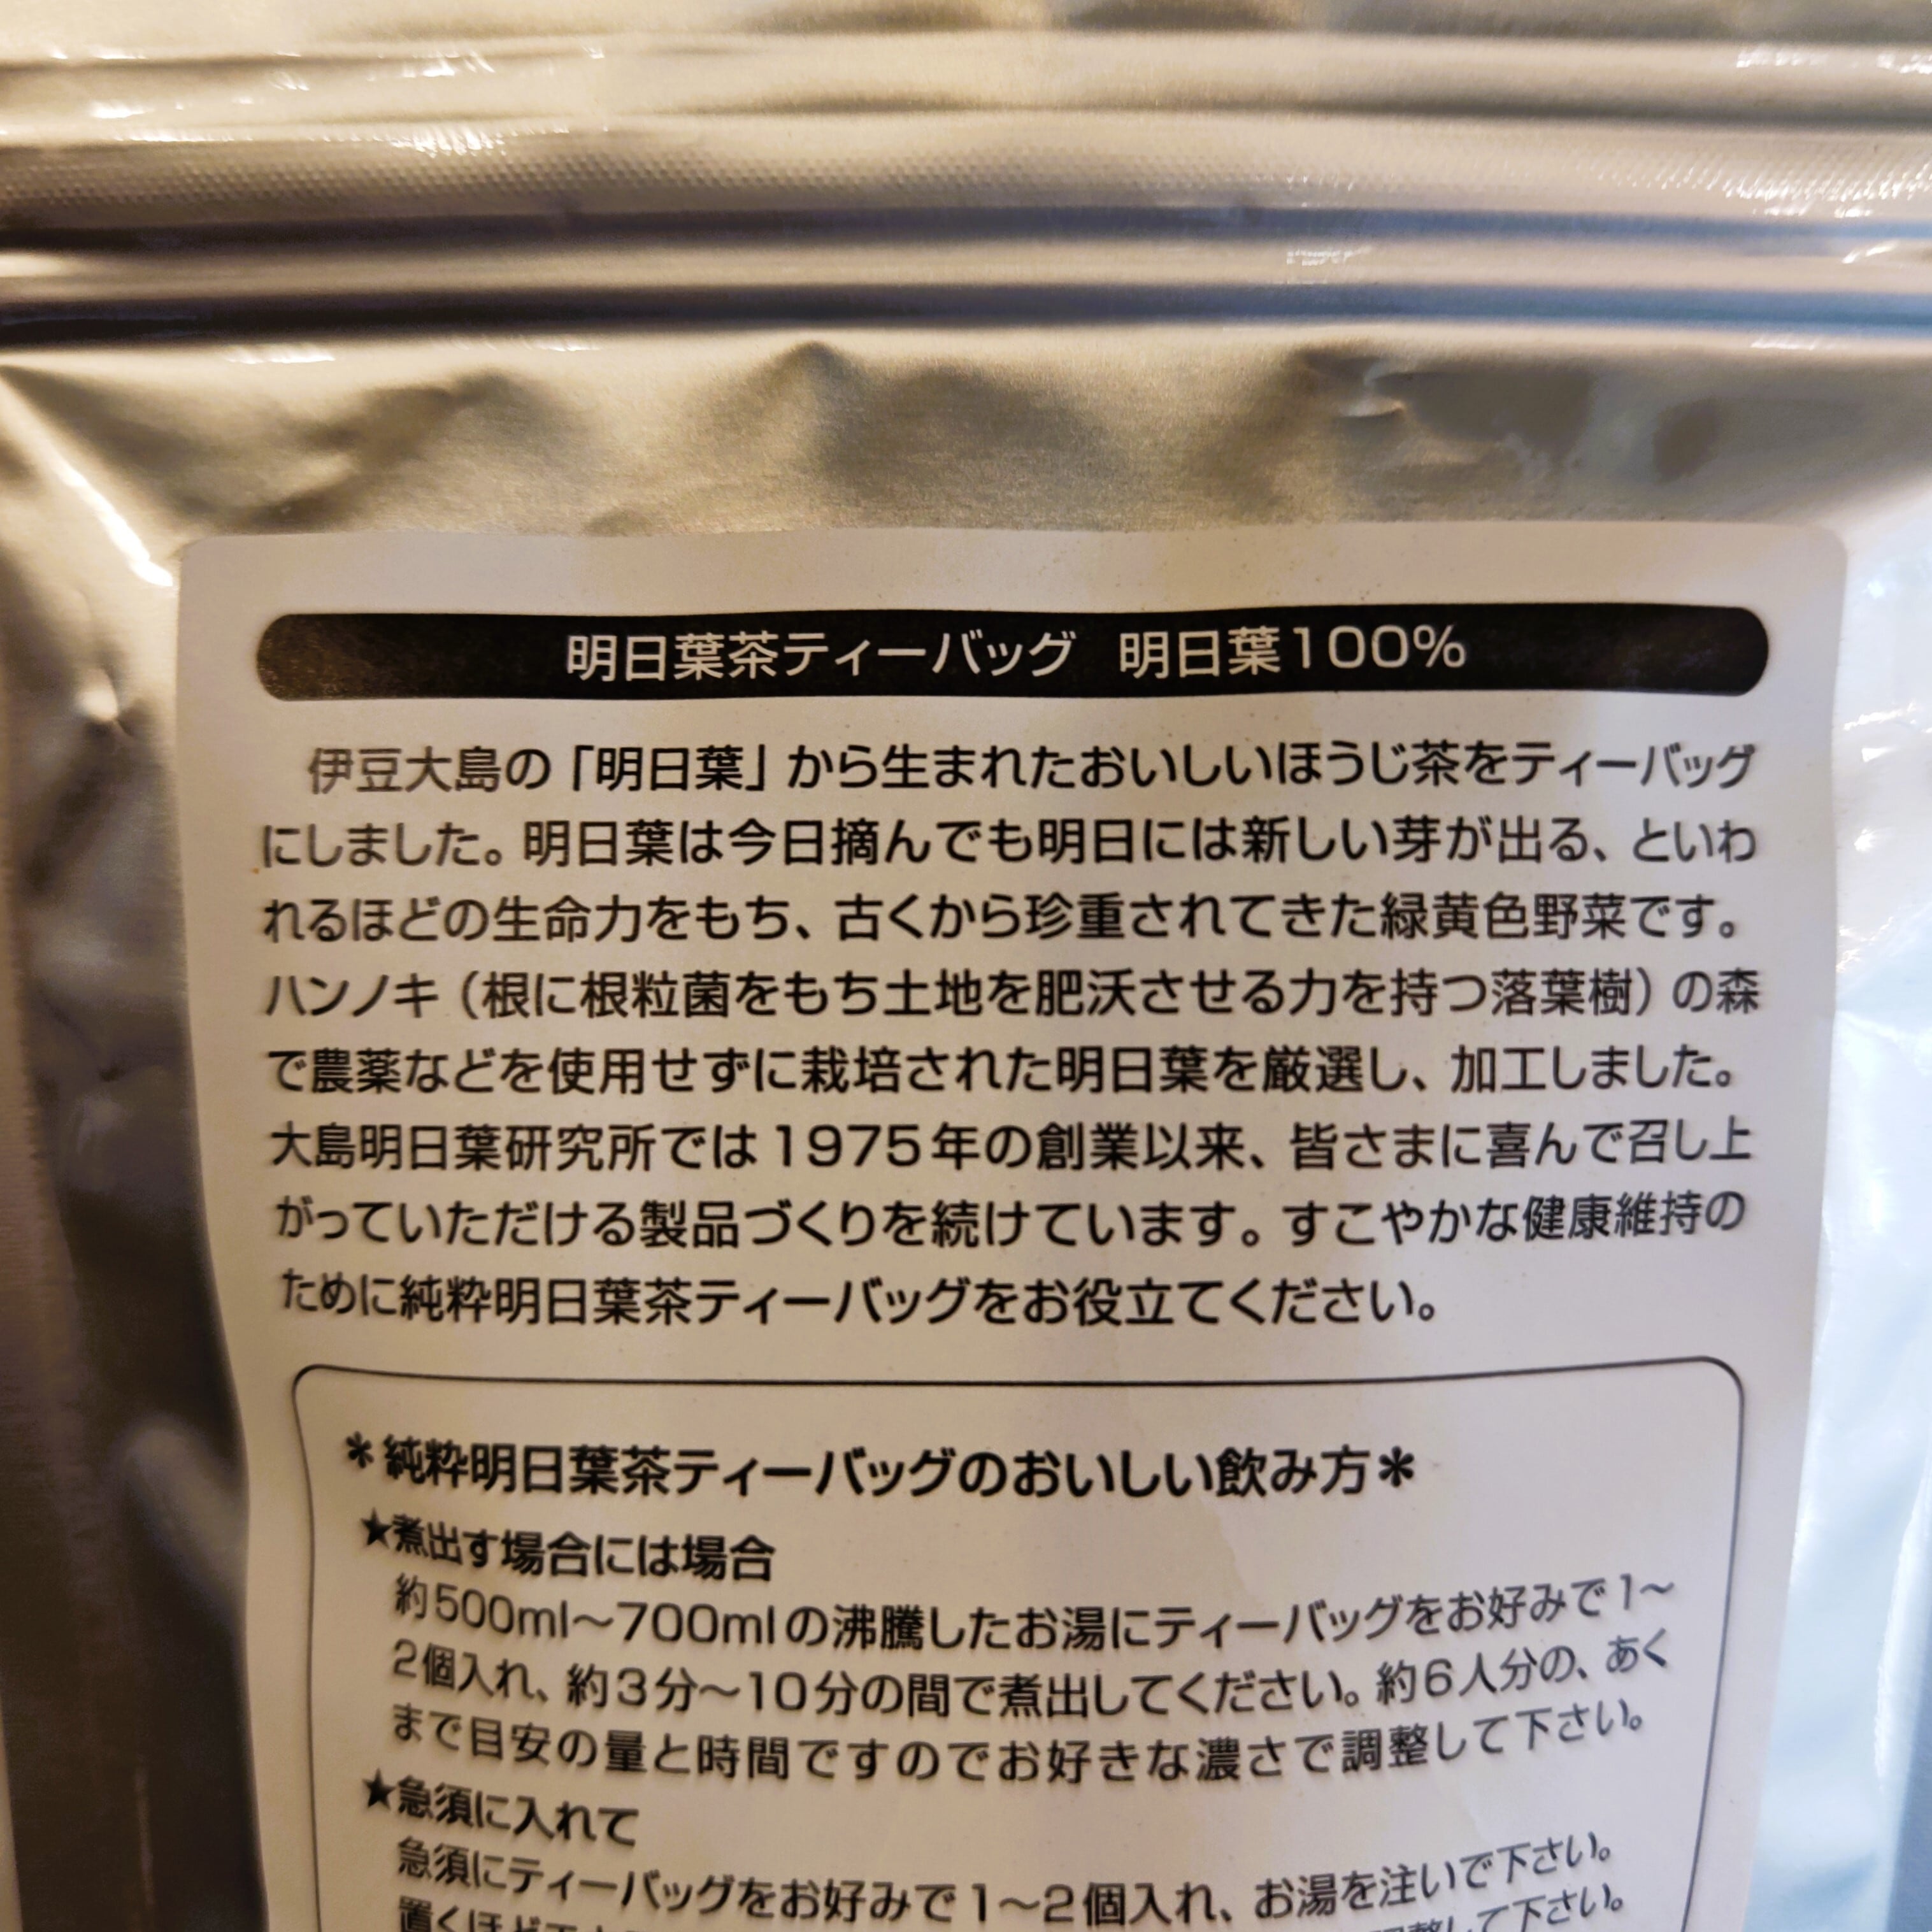 明日葉茶ティーバッグ 明日葉100%
伊豆大島の「明日葉」から生まれたおいしいほうじ茶をティーバッグ
にしました。明日葉は今日摘んでも明日には新しい芽が出る、といわ
れるほどの生命力をもち、古くから珍重されてきた緑黄色野菜です。
ハンノキ（根に根粒菌をもち土地を肥沃させる力を持つ落葉樹）の森
で農薬などを使用せずに栽培された明日葉を厳選し、加工しました。
大島明日葉研究所では1975年の創業以来、皆さまに喜んで召し上
がっていただける製品づくりを続けています。すこやかな健康維持の
ために純粋明日葉茶ティーバッグをお役立てください。
＊純粋明日葉茶ティーバッグのおいしい飲み方＊
★煮出す場合には場合
約500ml～700mlの沸騰したお湯にティーバッグをお好みで1～
2個入れ、約3分～10分の間で煮出してください。約6人分の、あく
まで目安の量と時間ですのでお好きな濃さで調整して下さい。
★急須に入れて
急須にティーバッグをお好みで1～2個入れ、お湯を注いで下さい。
置くほど 調整して下さい。